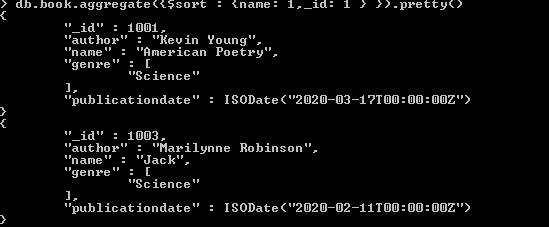 > db.book.aggregate({$sort : {name: 1,_id: 1 } }).pretty()
{
        "_id" : 1001,
        "author" : "Kevin Young",
        "name" : "American Poetry",
        "genre" : [
                "Science"
        ],
        "publicationdate" : ISODate("2020-03-17T00:00:00Z")
}
{
        "_id" : 1003,
        "author" : "Marilynne Robinson",
        "name" : "Jack",
        "genre" : [
                "Science"
        ],
        "publicationdate" : ISODate("2020-02-11T00:00:00Z")
}